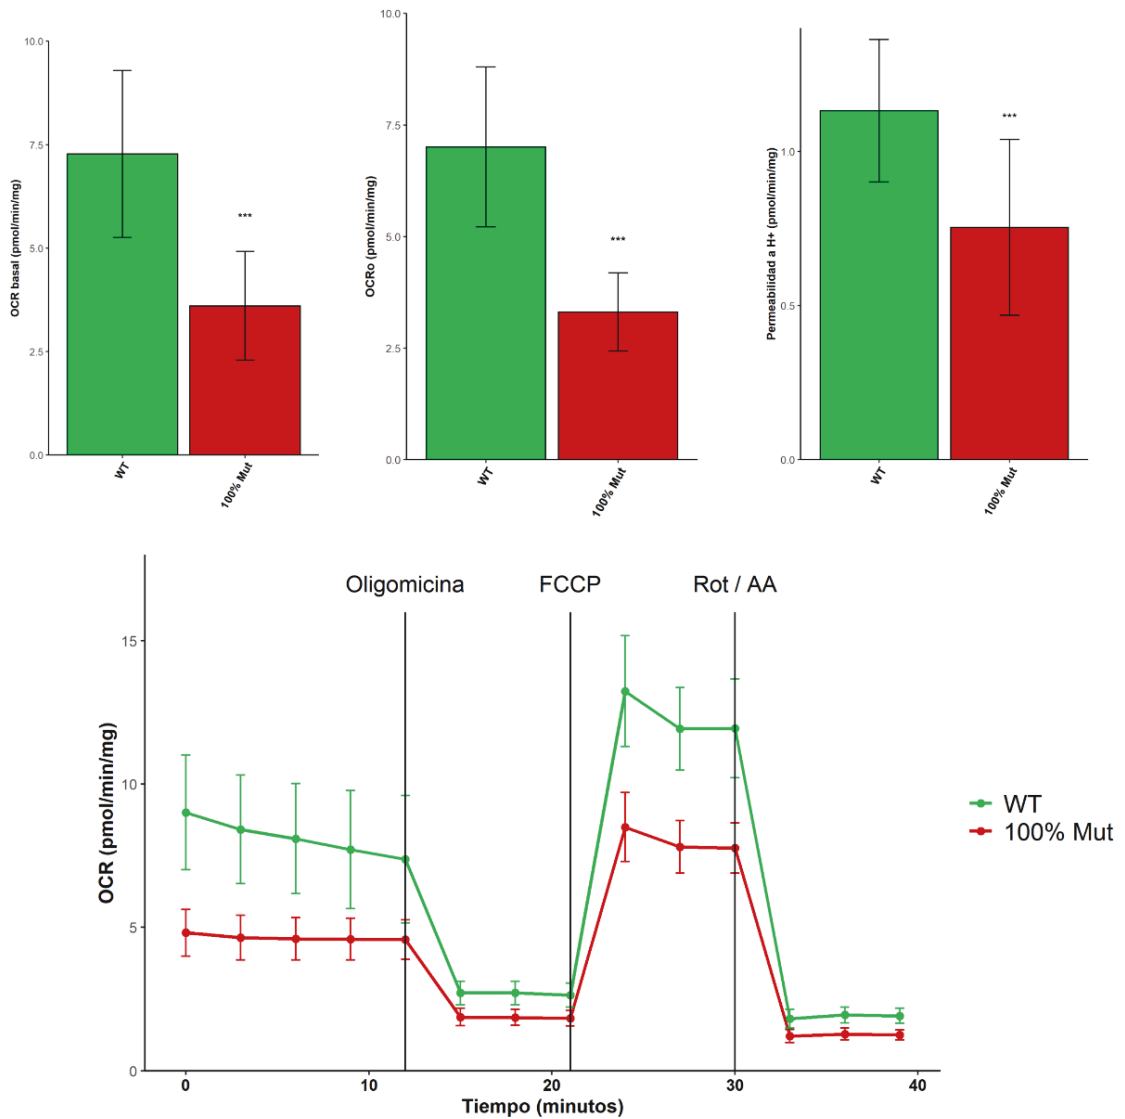 OCR basal (pmol/min/mg)
10.0
7.5
5.0
2.5
0.0
***
WT
100% Mut
OCRo (pmol/min/mg)
10.0
7.5
5.0
2.5
0.0
***
WT
100% Mut
Permeabilidad a H+ (pmol/min/mg)
1.0
0.5
0.0
***
WT
100% Mut
Oligomicina
FCCP
Rot / AA
OCR (pmol/min/mg)
15
10
5
0
0
10
20
30
40
Tiempo (minutos)
WT
100% Mut